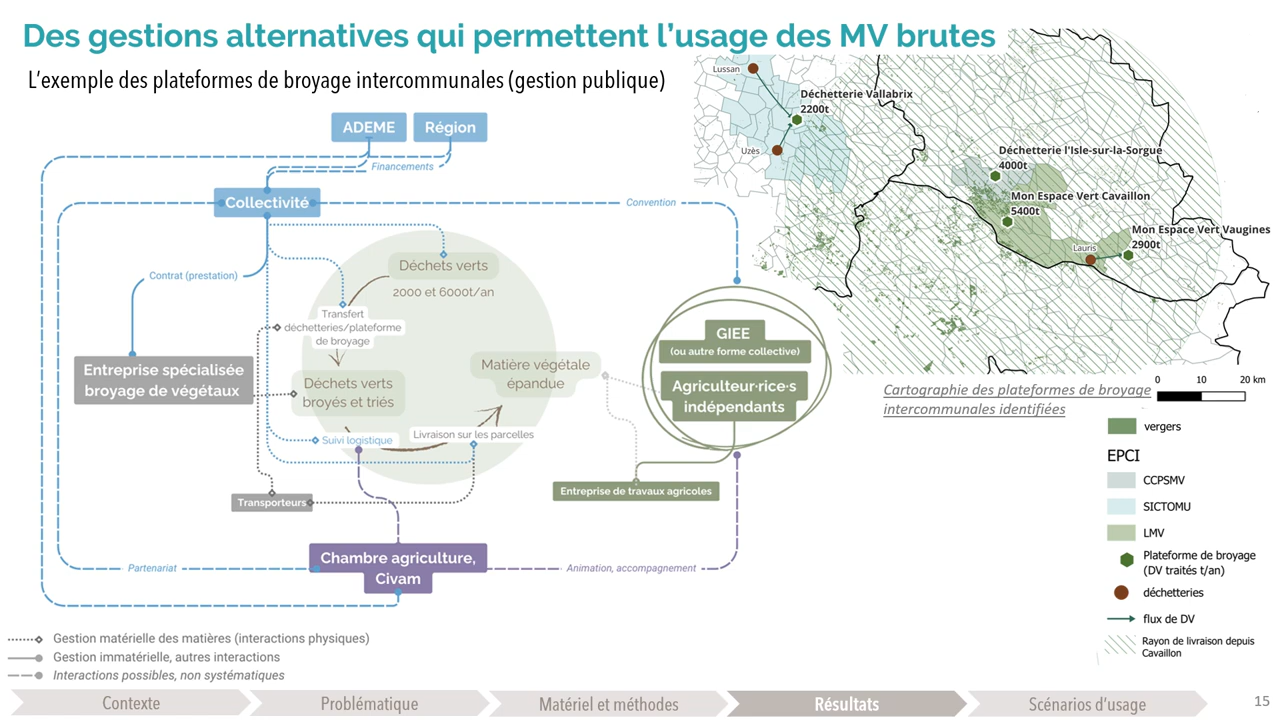 Des gestions alternatives qui permettent l'usage des MV brutes
L'exemple des plateformes de broyage intercommunales (gestion publique)
ADEME
Région
Financements
Collectivité
Convention
Contrat (prestation)
Déchets verts
2000 et 6000t/an
Transfert
déchetteries/plateforme
de broyage
Entreprise spécialisée
broyage de végétaux
Déchets verts
broyés et triés
Matière végétale
épandue
GIEE
(ou autre forme collective)
Agriculteur·rice·s
indépendants
Suivi logistique
Livraison sur les parcelles
Transporteurs
Entreprise de travaux agricoles
Chambre agriculture,
Civam
Partenariat
Animation, accompagnement
Gestion matérielle des matières (interactions physiques)
Gestion immatérielle, autres interactions
Interactions possibles, non systématiques
Lussan
Déchetterie Vallabrix
2200t
Uzès
Déchetterie l'Isle-sur-la-Sorgue
4000t
Mon Espace Vert Cavaillon
5400t
Mon Espace Vert Vaugines
2900t
Lauris
Cartographie des plateformes de broyage
intercommunales identifiées
0 10 20 km
vergers
EPCI
CCPSMV
SICTOMU
LMV
Plateforme de broyage
(DV traités t/an)
déchetteries
flux de DV
Rayon de livraison depuis
Cavaillon
Contexte
Problématique
Matériel et méthodes
Résultats
Scénarios d'usage
15